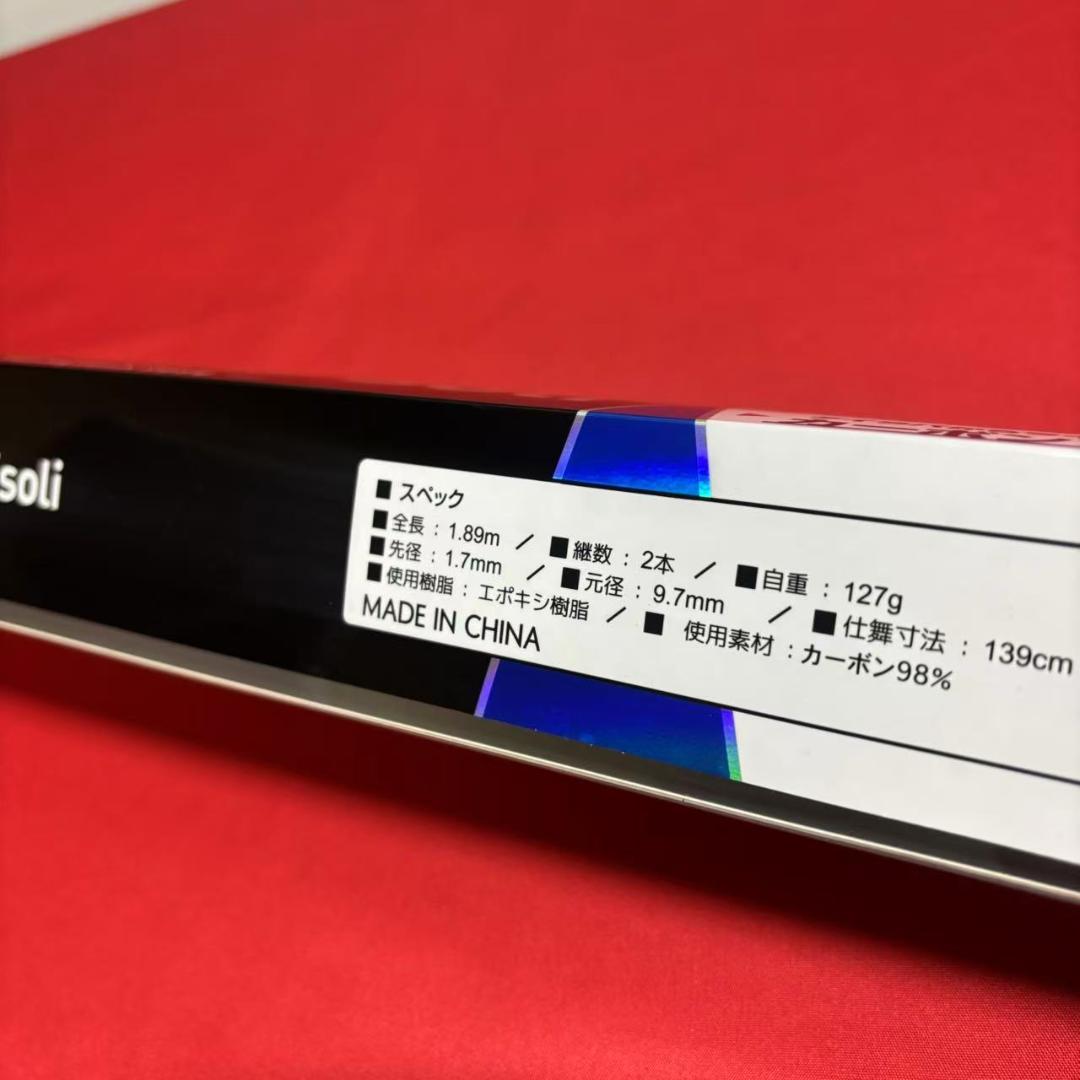 soli
■ スペック
■ 全長 : 1.89m ／ ■ 継数 : 2本 ／ ■ 自重 : 127g
■ 先径 : 1.7mm ／ ■ 元径 : 9.7mm ／ ■ 仕舞寸法 : 139cm
■ 使用樹脂 : エポキシ樹脂 ／ ■ 使用素材 : カーボン98%
MADE IN CHINA